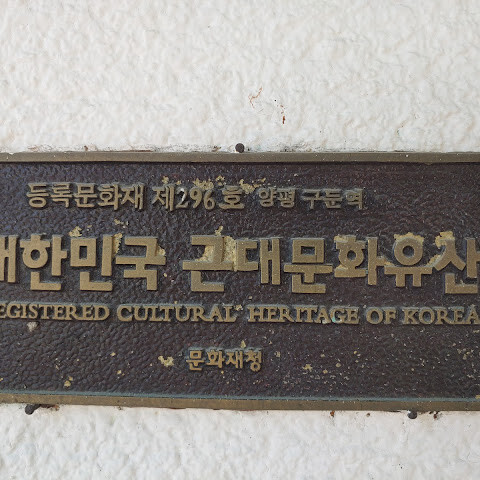 등록문화재 제296호 양평 구둔역
대한민국 근대문화유산
REGISTERED CULTURAL HERITAGE OF KOREA
문화재청